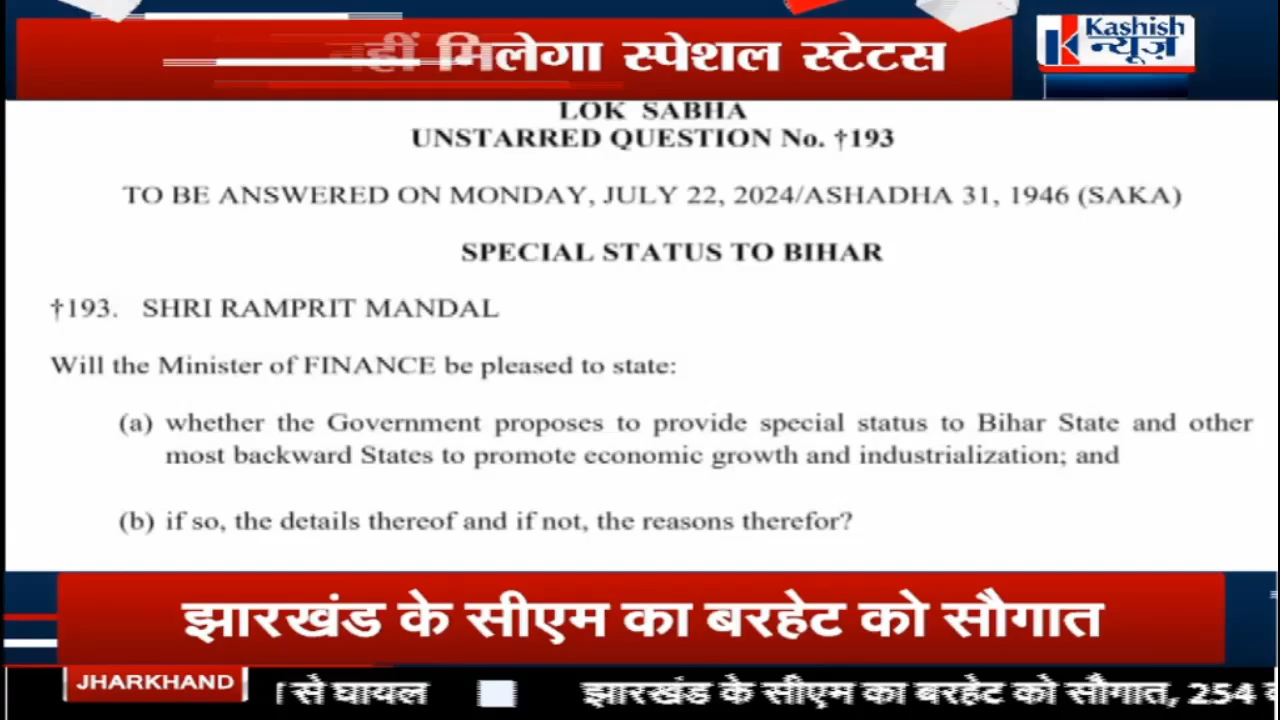 मिलेगा स्पेशल स्टेटस
Kashish
न्यूज़
LOK SABHA
UNSTARRED QUESTION No. †193
TO BE ANSWERED ON MONDAY, JULY 22, 2024/ASHADHA 31, 1946 (SAKA)
SPECIAL STATUS TO BIHAR
†193. SHRI RAMPRIT MANDAL
Will the Minister of FINANCE be pleased to state:
(a) whether the Government proposes to provide special status to Bihar State and other
most backward States to promote economic growth and industrialization; and
(b) if so, the details thereof and if not, the reasons therefor?
झारखंड के सीएम का बरहेट को सौगात
JHARKHAND
से घायल झारखंड के सीएम का बरहेट को सौगात, 254